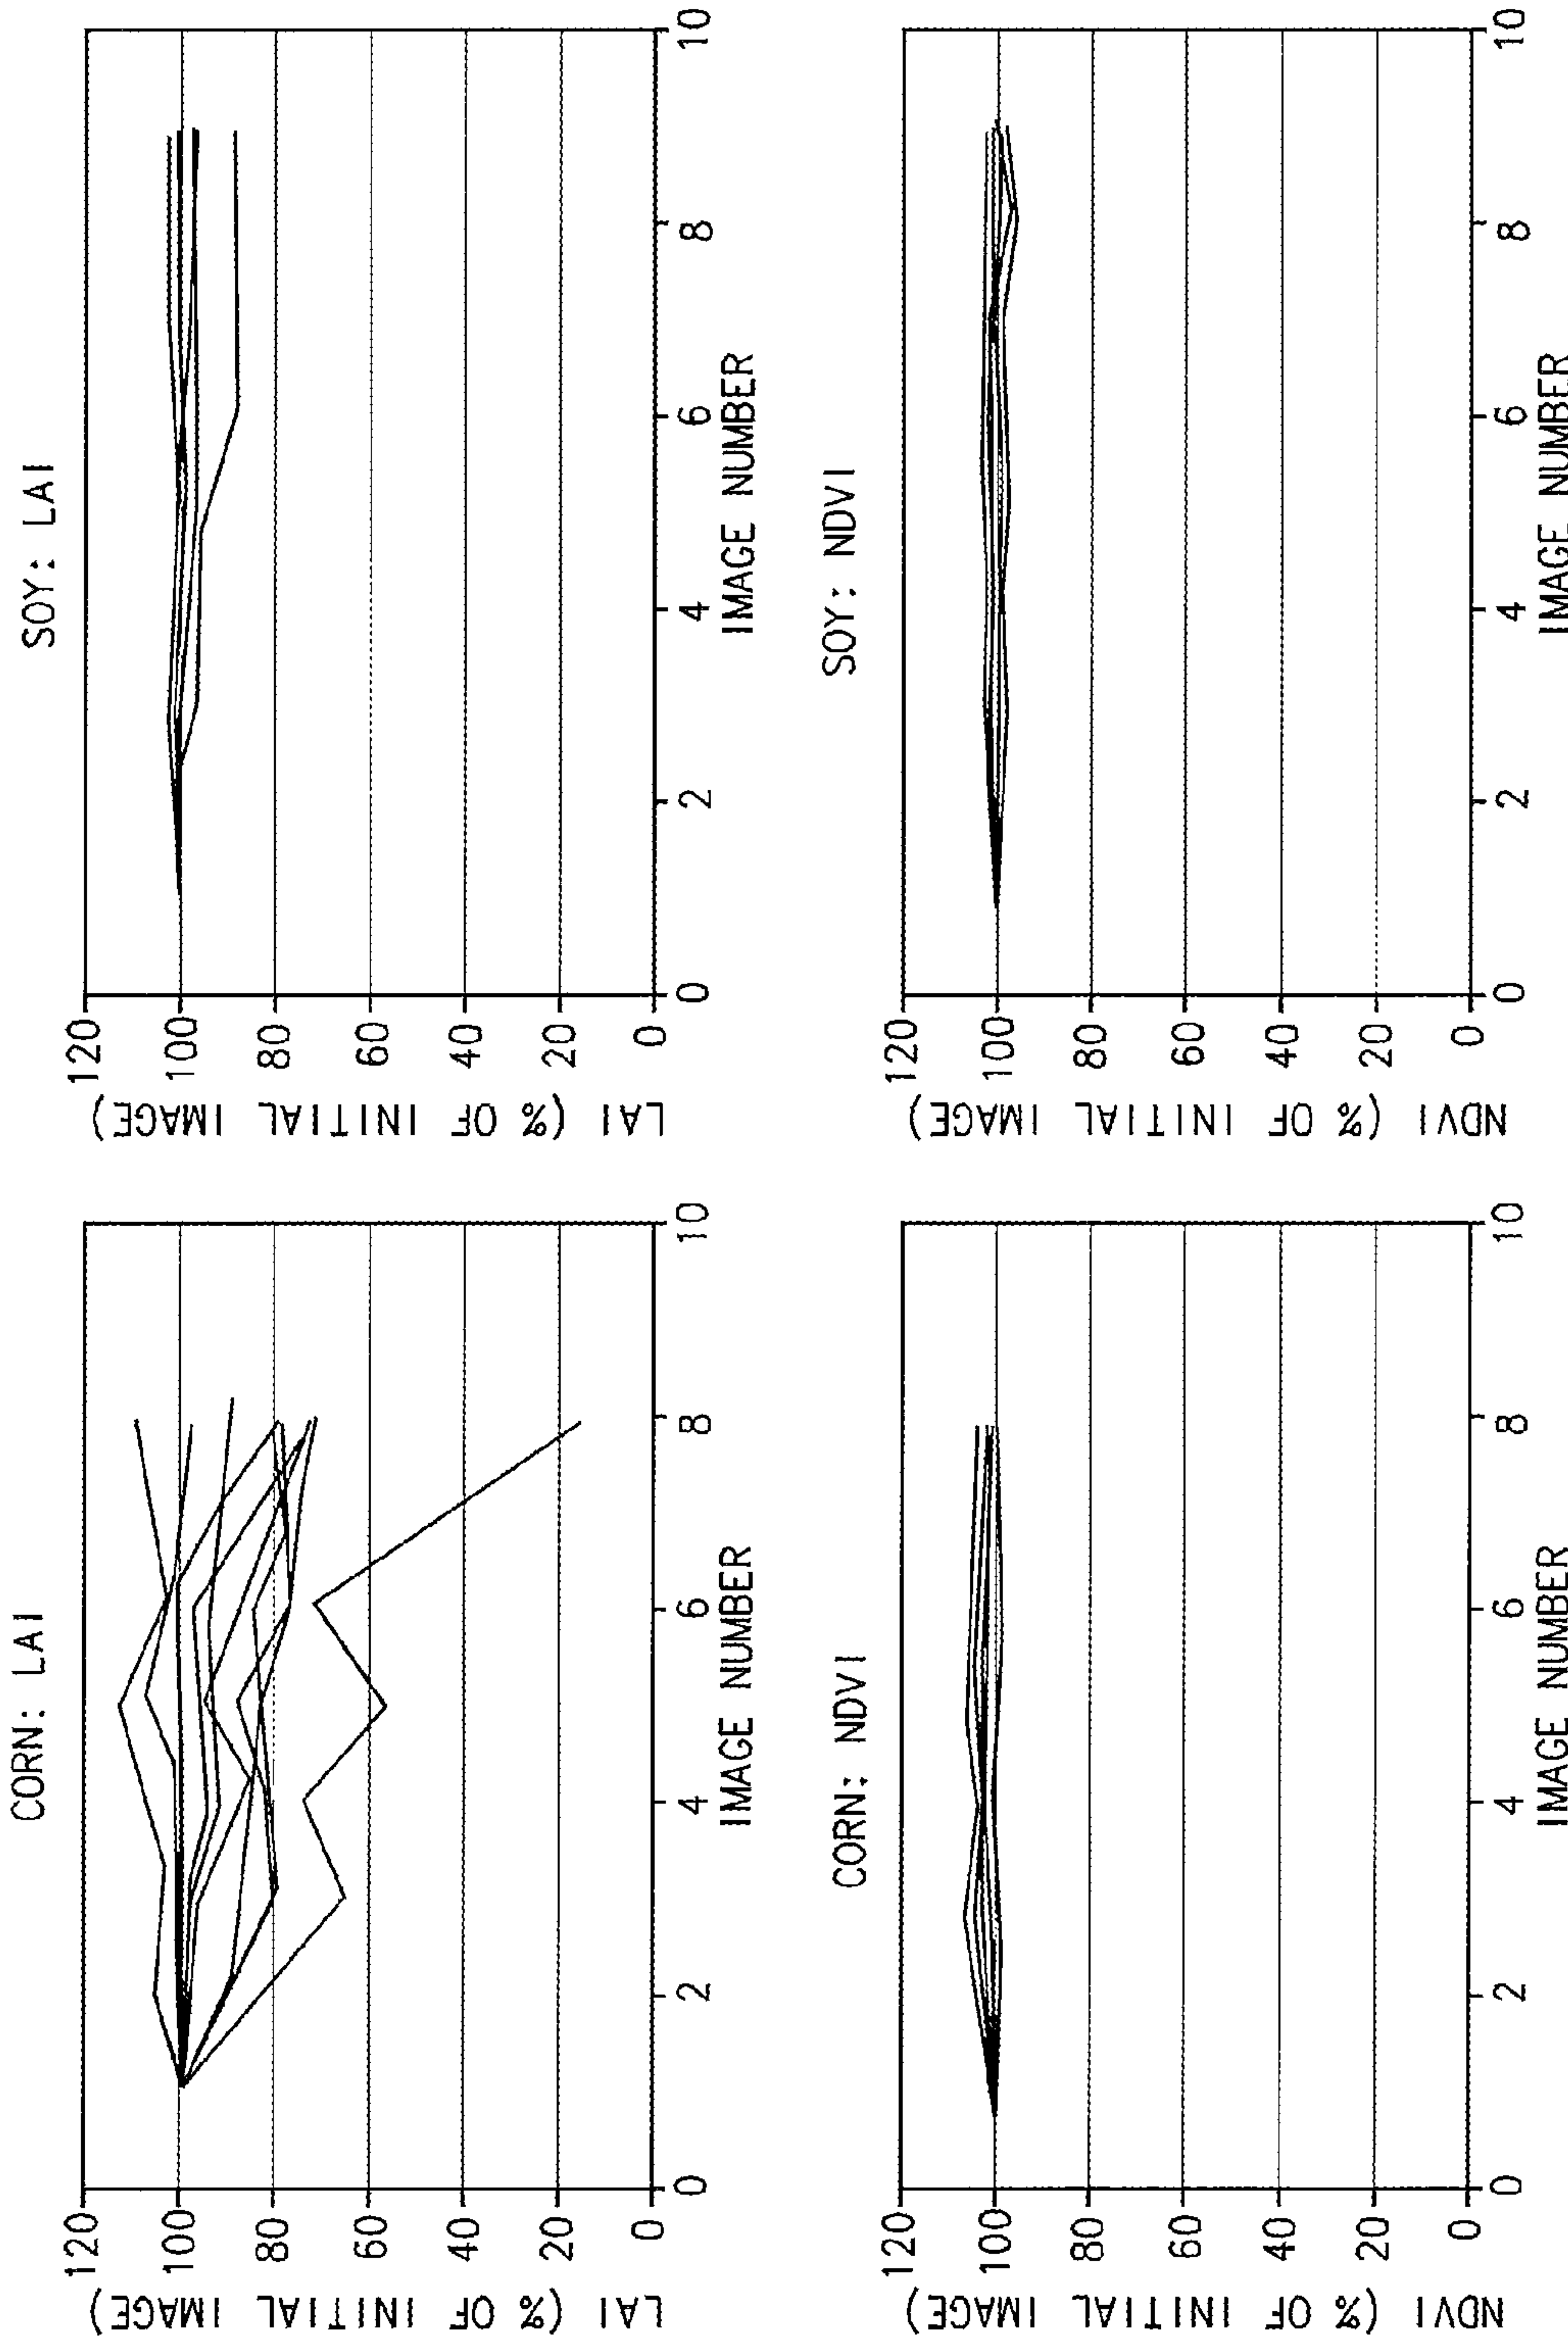 CORN: LAI
LAI (% OF INITIAL IMAGE)
120
100
80
60
40
20
0
0 2 4 6 8 10
IMAGE NUMBER
SOY: LAI
LAI (% OF INITIAL IMAGE)
120
100
80
60
40
20
0
0 2 4 6 8 10
IMAGE NUMBER
CORN: NDVI
NDVI (% OF INITIAL IMAGE)
120
100
80
60
40
20
0
0 2 4 6 8 10
IMAGE NUMBER
SOY: NDVI
NDVI (% OF INITIAL IMAGE)
120
100
80
60
40
20
0
0 2 4 6 8 10
IMAGE NUMBER